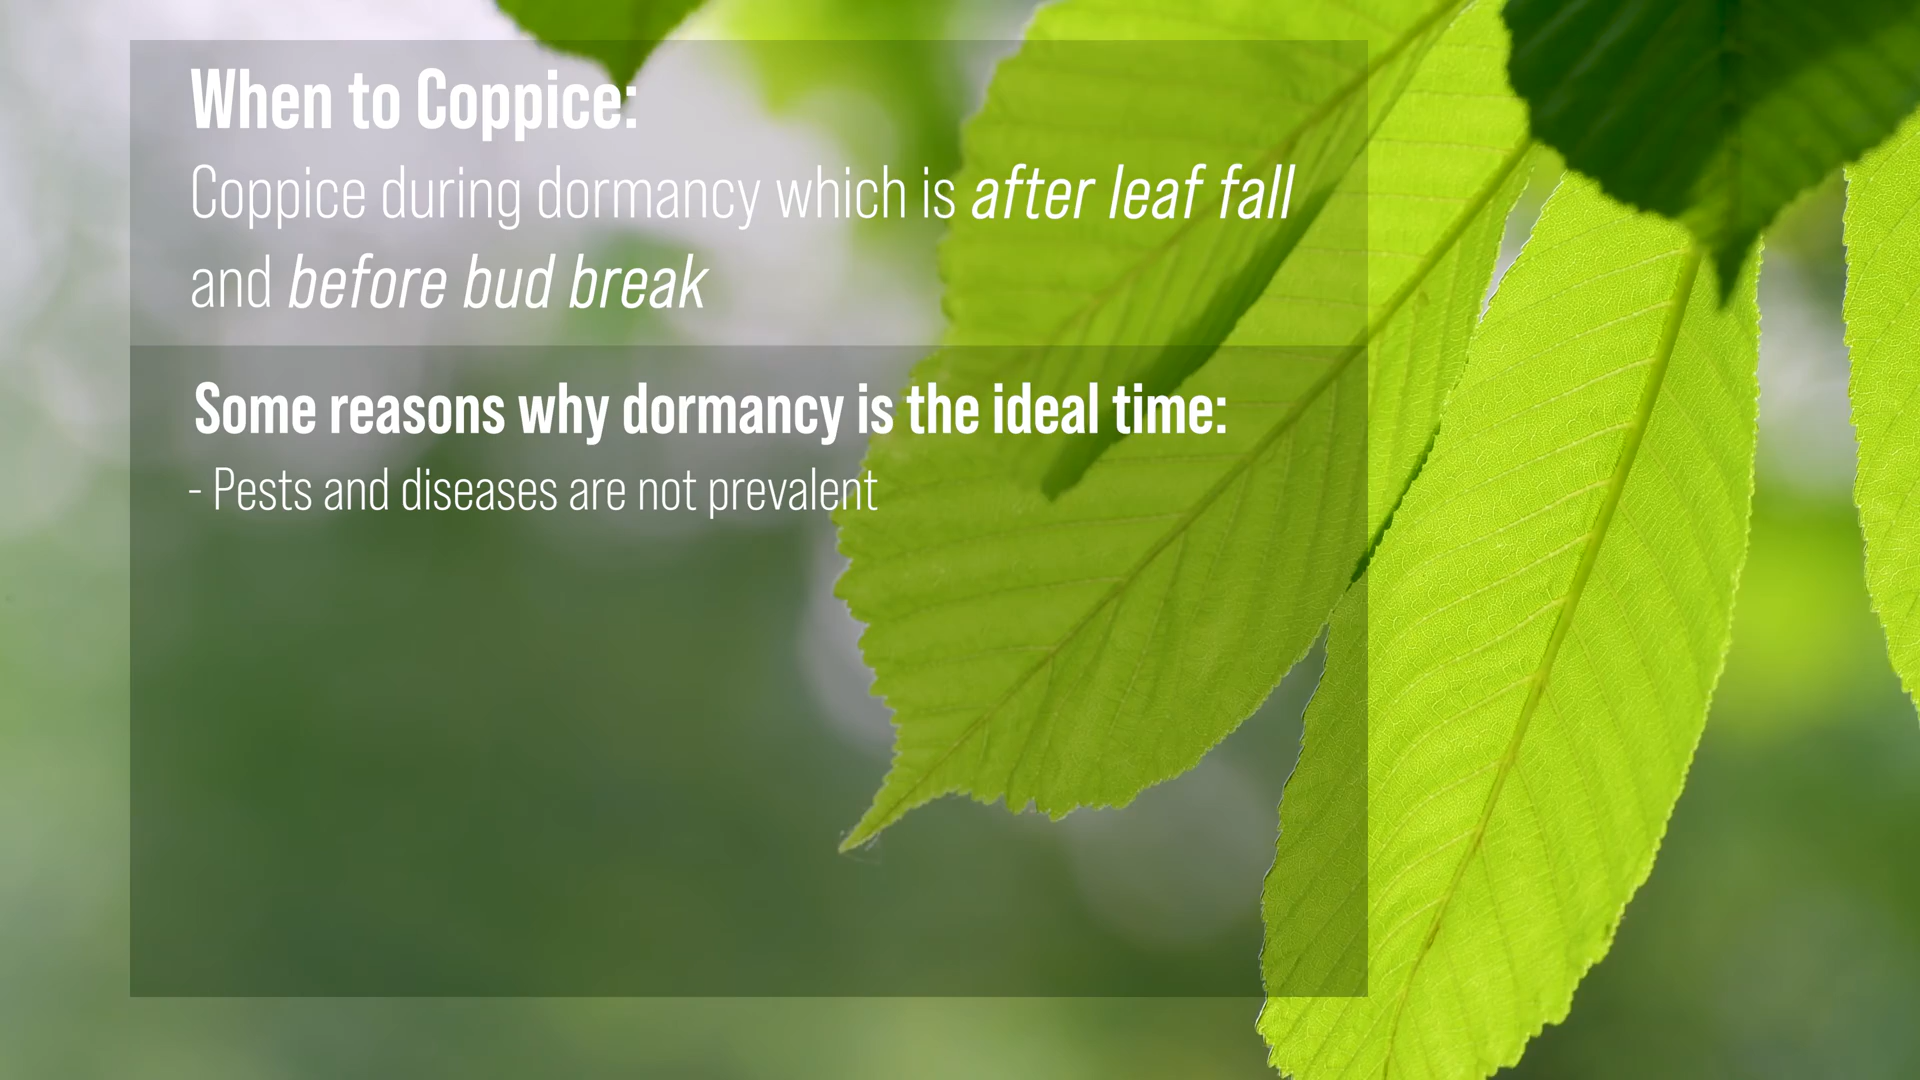 When to Coppice:
Coppice during dormancy which is after leaf fall
and before bud break
Some reasons why dormancy is the ideal time:
- Pests and diseases are not prevalent